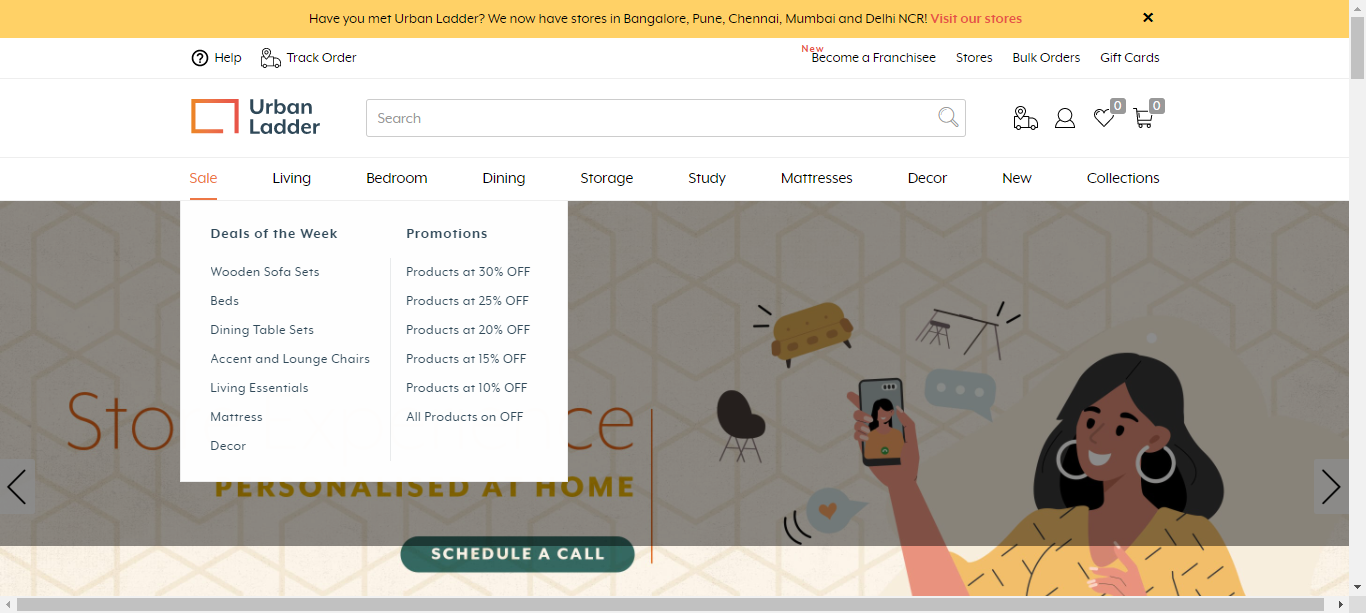 Have you met Urban Ladder? We now have stores in Bangalore, Pune, Chennai, Mumbai and Delhi NCR! Visit our stores
Help Track Order New Become a Franchisee Stores Bulk Orders Gift Cards
Urban
Ladder
Search
0 0
Sale Living Bedroom Dining Storage Study Mattresses Decor New Collections
Deals of the Week
Wooden Sofa Sets
Beds
Dining Table Sets
Accent and Lounge Chairs
Living Essentials
Mattress
Decor
Promotions
Products at 30% OFF
Products at 25% OFF
Products at 20% OFF
Products at 15% OFF
Products at 10% OFF
All Products on OFF
PERSONALISED AT HOME
SCHEDULE A CALL